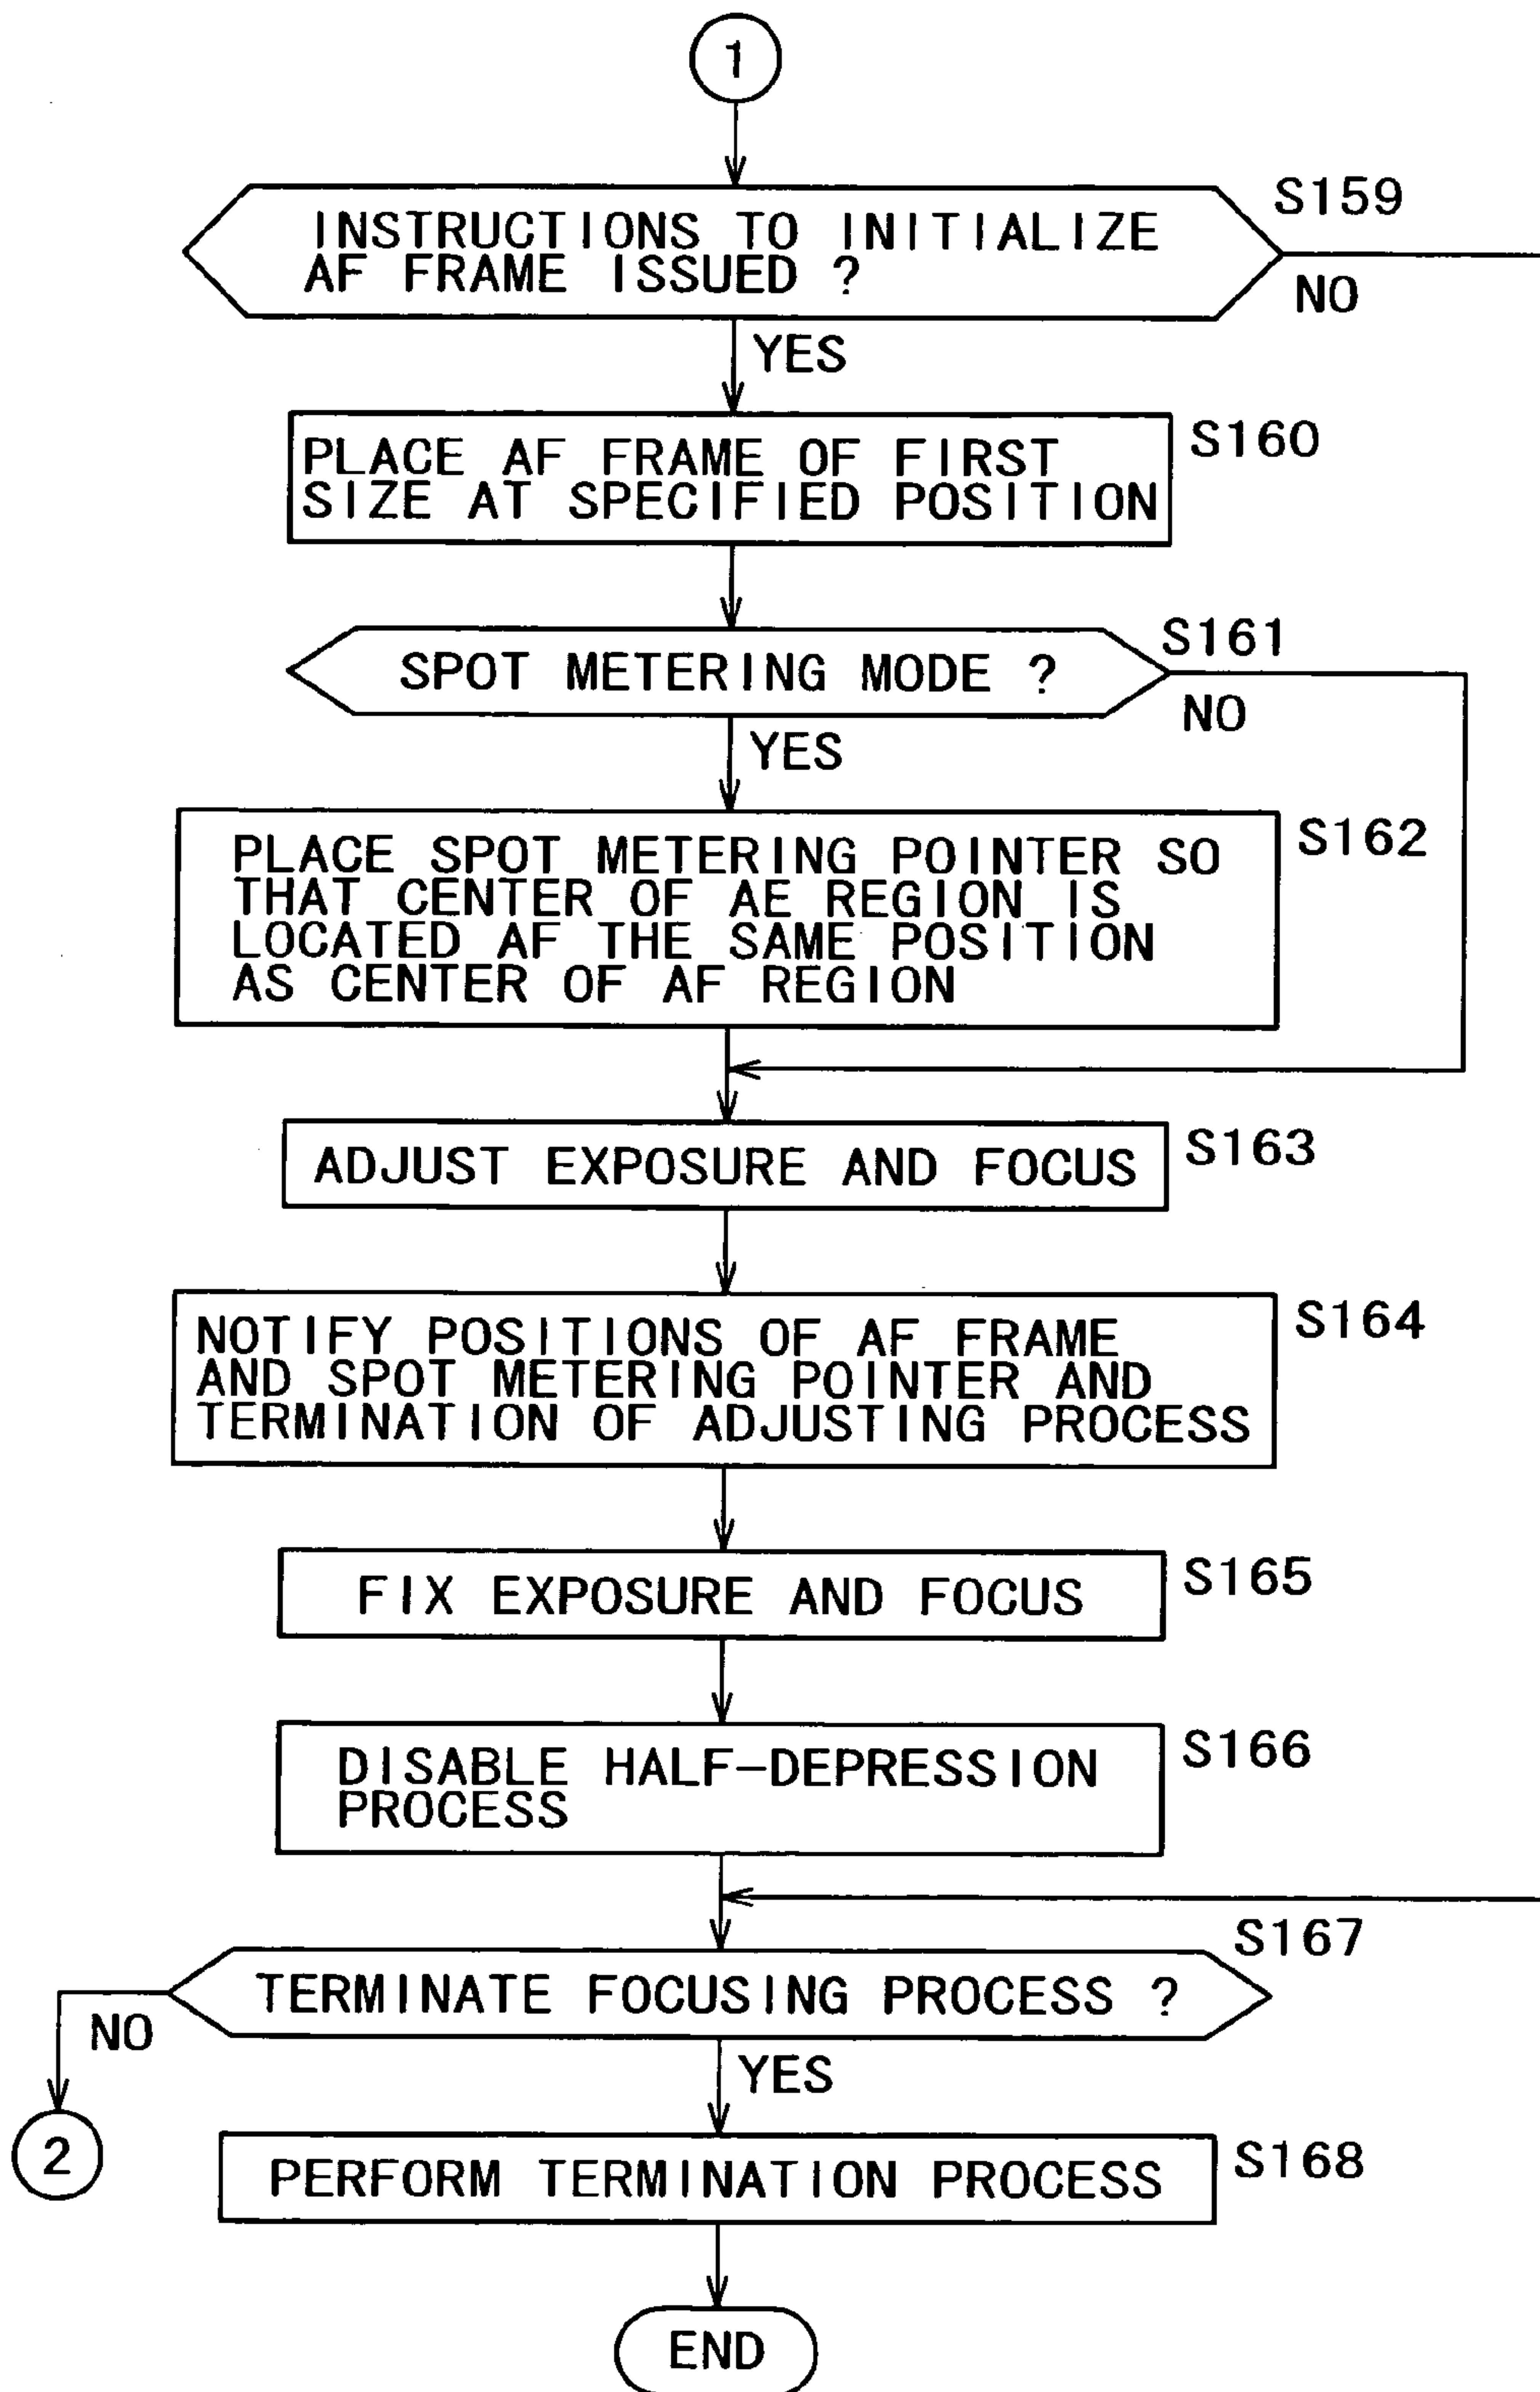 1
INSTRUCTIONS TO INITIALIZE
AF FRAME ISSUED ?
S159
NO
YES
PLACE AF FRAME OF FIRST
SIZE AT SPECIFIED POSITION
S160
SPOT METERING MODE ?
S161
NO
YES
PLACE SPOT METERING POINTER SO
THAT CENTER OF AE REGION IS
LOCATED AF THE SAME POSITION
AS CENTER OF AF REGION
S162
ADJUST EXPOSURE AND FOCUS
S163
NOTIFY POSITIONS OF AF FRAME
AND SPOT METERING POINTER AND
TERMINATION OF ADJUSTING PROCESS
S164
FIX EXPOSURE AND FOCUS
S165
DISABLE HALF-DEPRESSION
PROCESS
S166
TERMINATE FOCUSING PROCESS ?
S167
NO
YES
2
PERFORM TERMINATION PROCESS
S168
END